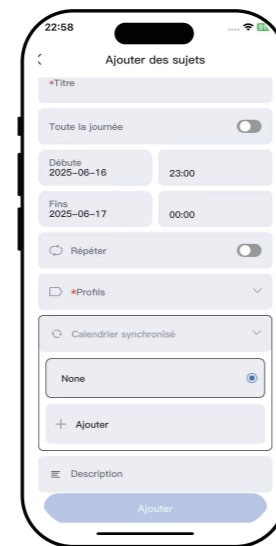 22:58
Ajouter des sujets
*Titre
Toute la journée
Débute
2025-06-16
23:00
Fins
2025-06-17
00:00
Répéter
*Profils
Calendrier synchronisé
None
Ajouter
Description
Ajouter